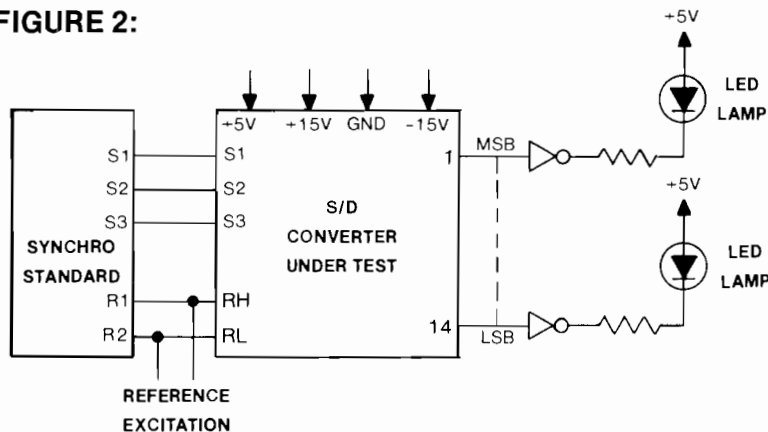 FIGURE 2:
+5V
LED
LAMP
+5V +15V GND -15V
S1 S1
S2 S2
S3 S3
SYNCHRO
STANDARD
R1 RH
R2 RL
S/D
CONVERTER
UNDER TEST
1 MSB
14 LSB
+5V
LED
LAMP
REFERENCE
EXCITATION